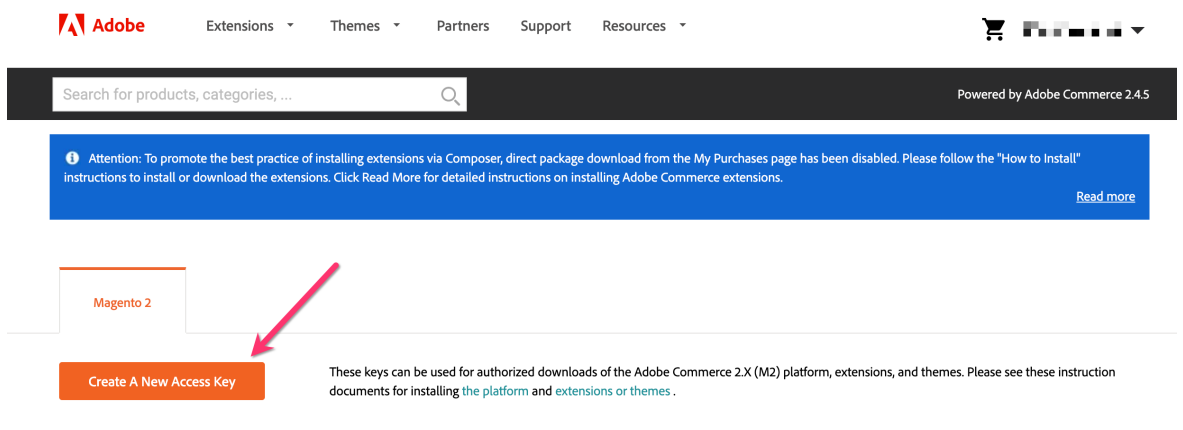 Adobe Extensions Themes Partners Support Resources
Search for products, categories, ... Powered by Adobe Commerce 2.4.5
Attention: To promote the best practice of installing extensions via Composer, direct package download from the My Purchases page has been disabled. Please follow the "How to Install"
instructions to install or download the extensions. Click Read More for detailed instructions on installing Adobe Commerce extensions.
Read more
Magento 2
Create A New Access Key
These keys can be used for authorized downloads of the Adobe Commerce 2.X (M2) platform, extensions, and themes. Please see these instruction
documents for installing the platform and extensions or themes .